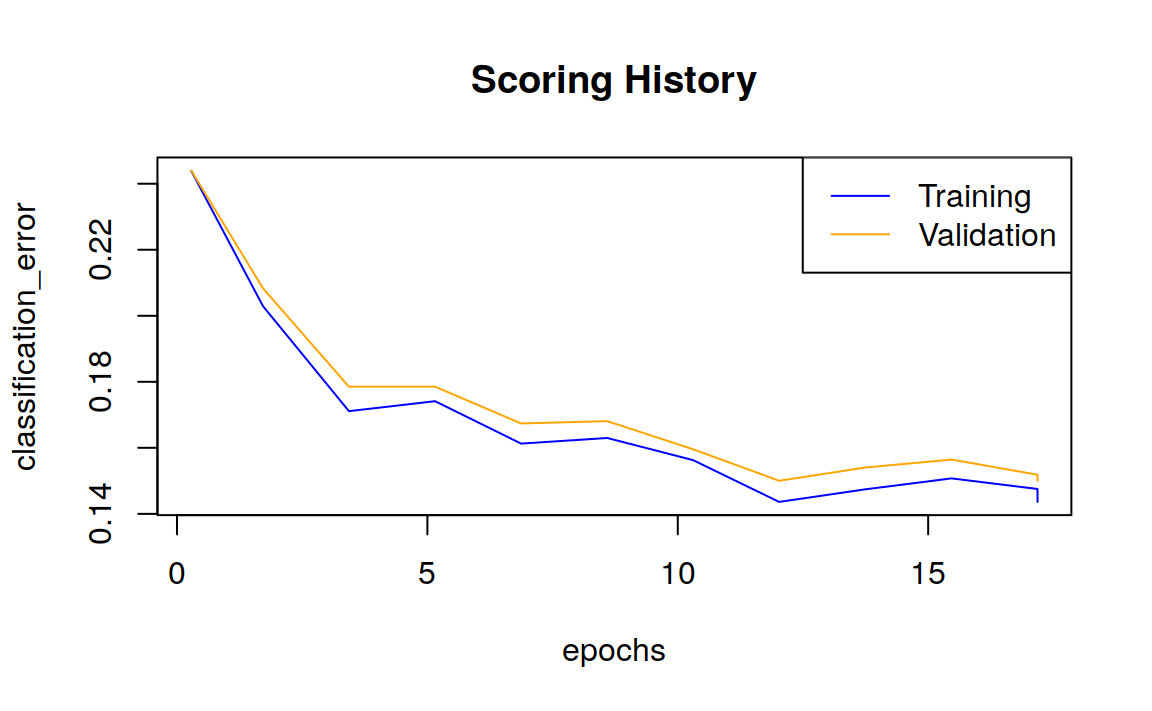 Scoring History
Training
Validation
classification_error
0.22
0.18
0.14
0 5 10 15
epochs